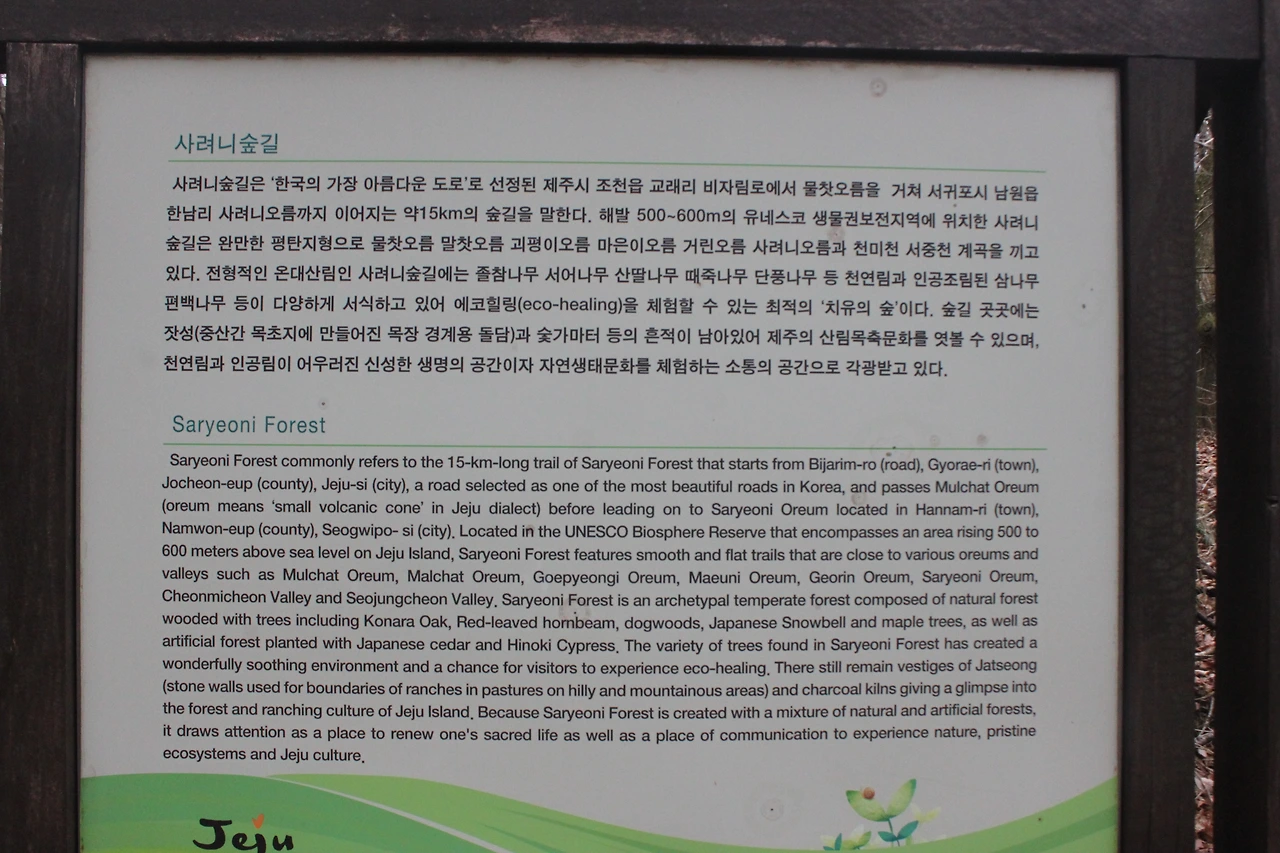 사려니숲길
사려니숲길은 ‘한국의 가장 아름다운 도로’로 선정된 제주시 조천읍 교래리 비자림로에서 물찻오름을 거쳐 서귀포시 남원읍
한남리 사려니오름까지 이어지는 약15km의 숲길을 말한다. 해발 500~600m의 유네스코 생물권보전지역에 위치한 사려니
숲길은 완만한 평탄지형으로 물찻오름 말찻오름 괴평이오름 마은이오름 거린오름 사려니오름과 천미천 서중천 계곡을 끼고
있다. 전형적인 온대산림인 사려니숲길에는 졸참나무 서어나무 산딸나무 때죽나무 단풍나무 등 천연림과 인공조림된 삼나무
편백나무 등이 다양하게 서식하고 있어 에코힐링(eco-healing)을 체험할 수 있는 최적의 ‘치유의 숲’이다. 숲길 곳곳에는
잣성(중산간 목초지에 만들어진 목장 경계용 돌담)과 숯가마터 등의 흔적이 남아있어 제주의 산림목축문화를 엿볼 수 있으며,
천연림과 인공림이 어우러진 신성한 생명의 공간이자 자연생태문화를 체험하는 소통의 공간으로 각광받고 있다.
Saryeoni Forest
Saryeoni Forest commonly refers to the 15-km-long trail of Saryeoni Forest that starts from Bijarim-ro (road), Gyorae-ri (town),
Jocheon-eup (county), Jeju-si (city), a road selected as one of the most beautiful roads in Korea, and passes Mulchat Oreum
(oreum means ‘small volcanic cone’ in Jeju dialect) before leading on to Saryeoni Oreum located in Hannam-ri (town),
Namwon-eup (county), Seogwipo- si (city). Located in the UNESCO Biosphere Reserve that encompasses an area rising 500 to
600 meters above sea level on Jeju Island, Saryeoni Forest features smooth and flat trails that are close to various oreums and
valleys such as Mulchat Oreum, Malchat Oreum, Goepyeongi Oreum, Maeuni Oreum, Georin Oreum, Saryeoni Oreum,
Cheonmicheon Valley and Seojungcheon Valley. Saryeoni Forest is an archetypal temperate forest composed of natural forest
wooded with trees including Konara Oak, Red-leaved hornbeam, dogwoods, Japanese Snowbell and maple trees, as well as
artificial forest planted with Japanese cedar and Hinoki Cypress. The variety of trees found in Saryeoni Forest has created a
wonderfully soothing environment and a chance for visitors to experience eco-healing. There still remain vestiges of Jatseong
(stone walls used for boundaries of ranches in pastures on hilly and mountainous areas) and charcoal kilns giving a glimpse into
the forest and ranching culture of Jeju Island. Because Saryeoni Forest is created with a mixture of natural and artificial forests,
it draws attention as a place to renew one's sacred life as well as a place of communication to experience nature, pristine
ecosystems and Jeju culture.
Jeju